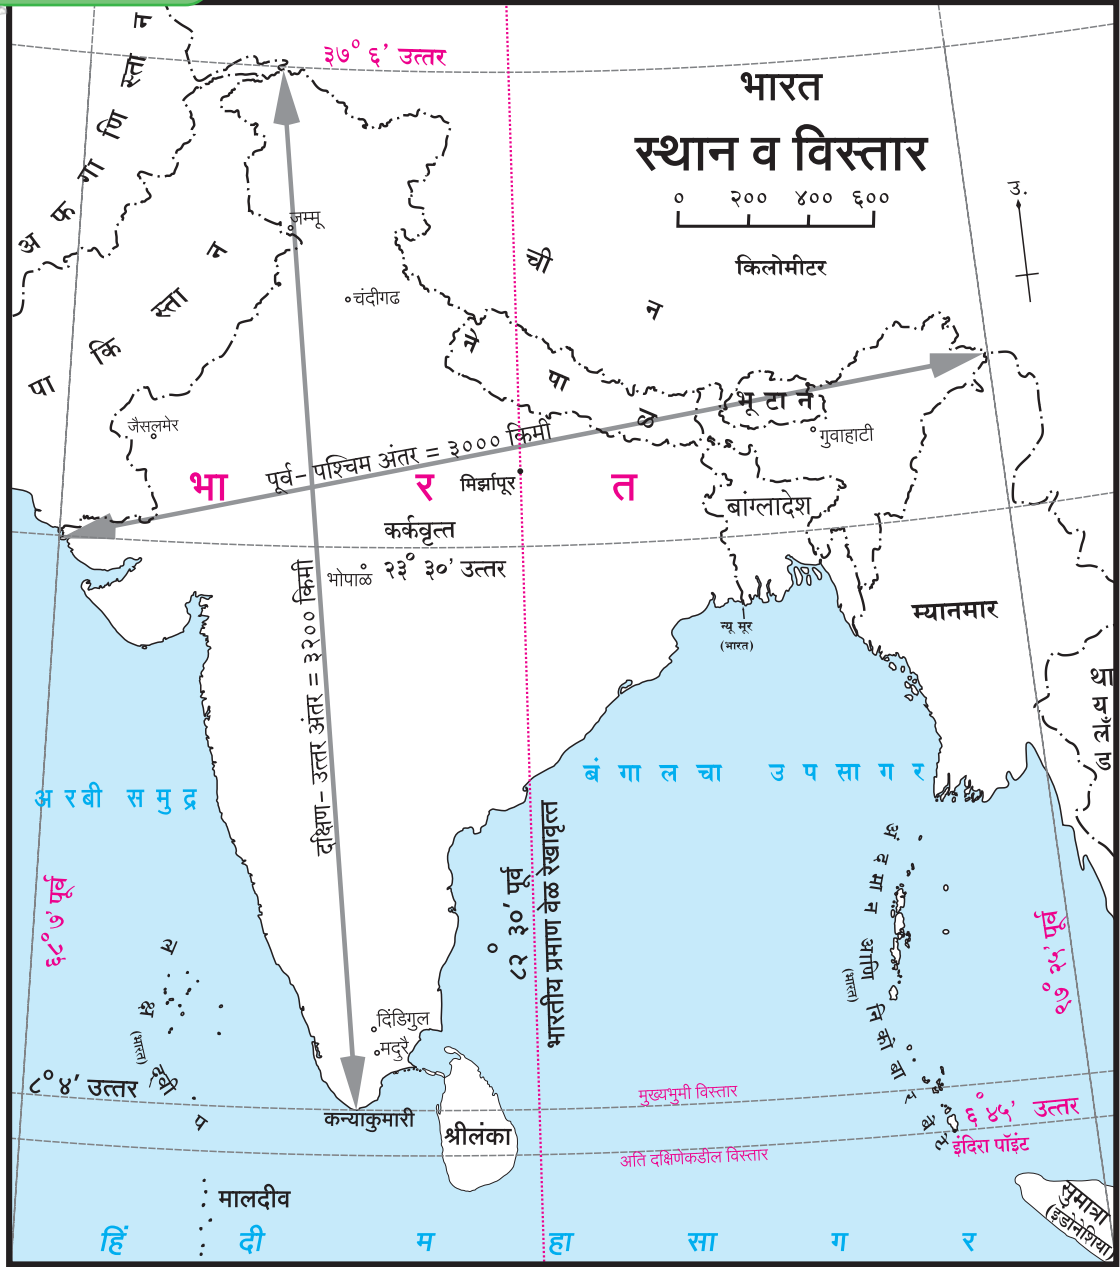 ३७° ६' उत्तर
भारत
स्थान व विस्तार
० २०० ४०० ६००
किलोमीटर
उ.
अफगाणिस्तान
पाकिस्तान
चीन
नेपाळ
भूटान
जम्मू
चंदीगढ
जैसलमेर
गुवाहाटी
पूर्व- पश्चिम अंतर = ३००० किमी
भारत
मिर्झापूर
बांग्लादेश
कर्कवृत्त
२३° ३०' उत्तर
भोपाळ
दक्षिण- उत्तर अंतर = ३२०० किमी
न्यू मूर
(भारत)
म्यानमार
थायलँड
अरबी समुद्र
बंगालचा उपसागर
६८° ७' पूर्व
८२° ३०' पूर्व
भारतीय प्रमाण वेळ रेखावृत्त
अंदमान आणि निकोबार बेटे
(भारत)
९७° २५' पूर्व
लक्षद्वीप
(भारत)
दिंडिगुल
मदुरै
८° ४' उत्तर
कन्याकुमारी
श्रीलंका
मुख्यभुमी विस्तार
६° ४५' उत्तर
इंदिरा पॉइंट
अति दक्षिणेकडील विस्तार
मालदीव
सुमात्रा
(इंडोनेशिया)
हिंदी महासागर